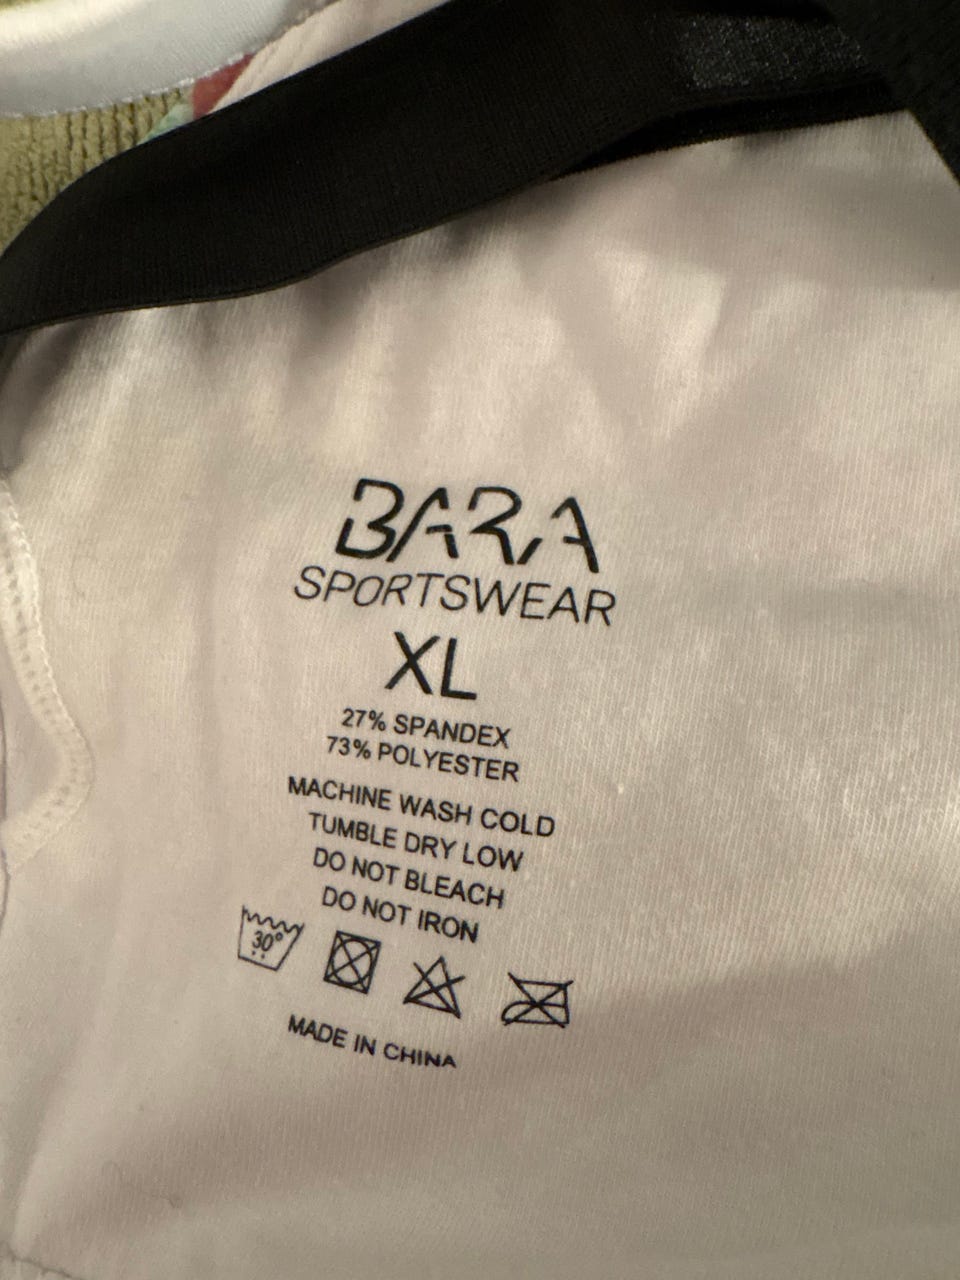 BARA
SPORTSWEAR
XL
27% SPANDEX
73% POLYESTER
MACHINE WASH COLD
TUMBLE DRY LOW
DO NOT BLEACH
DO NOT IRON
30°
MADE IN CHINA